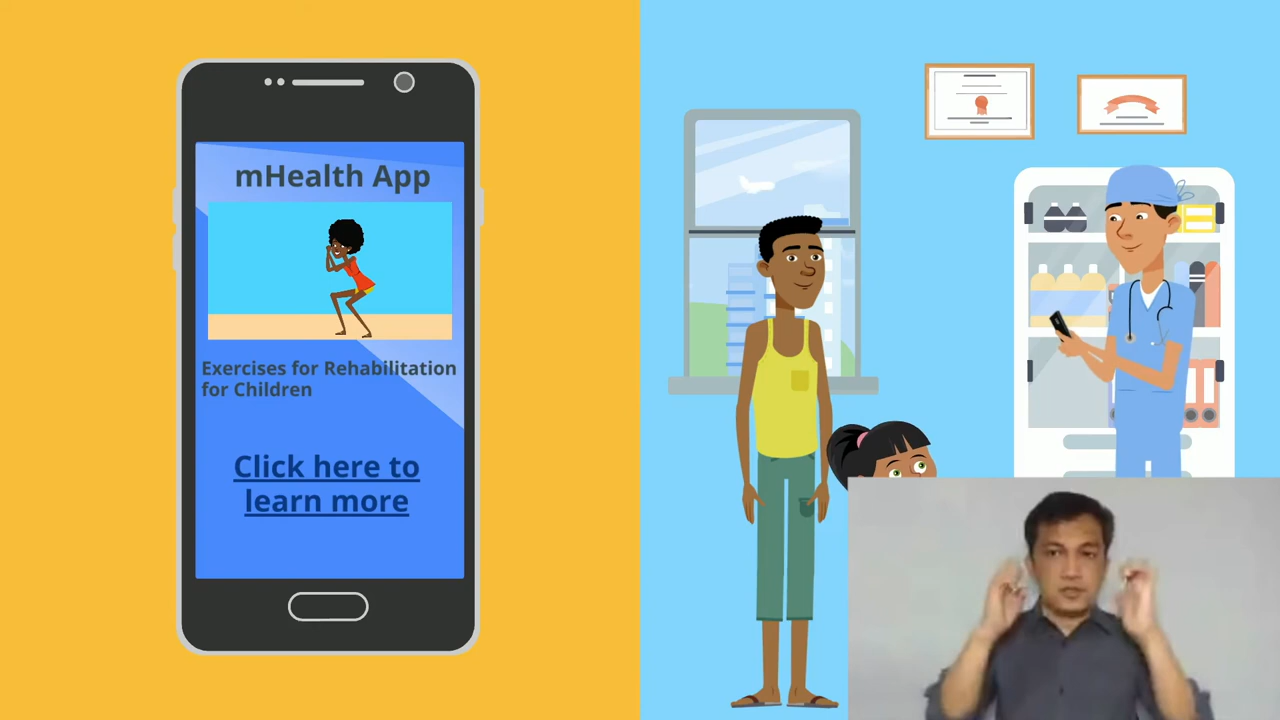 mHealth App
Exercises for Rehabilitation
for Children
Click here to
learn more